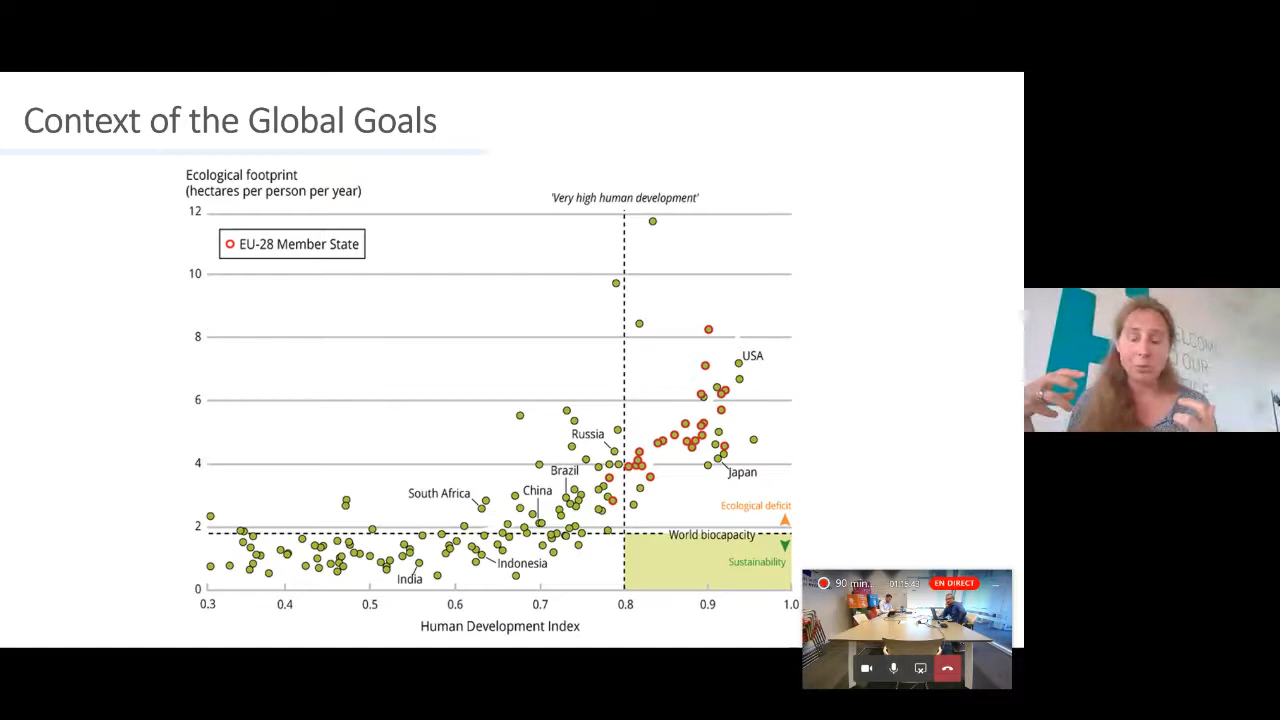 Context of the Global Goals
Ecological footprint
(hectares per person per year)
'Very high human development'
12
EU-28 Member State
10
8
USA
6
Russia
4
Brazil
Japan
South Africa
China
Ecological deficit
2
World biocapacity
Sustainability
Indonesia
India
0
0.3
0.4
0.5
0.6
0.7
0.8
0.9
1.0
Human Development Index
90 min...
EN DIRECT
OUR